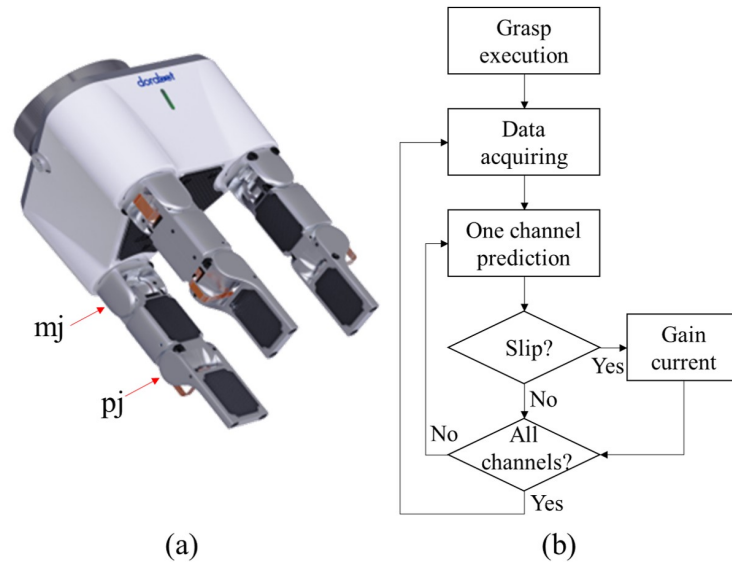 dorabot
mj
pj
(a)
Grasp
execution
Data
acquiring
One channel
prediction
Slip?
Yes
Gain
current
No
No
All
channels?
Yes
(b)